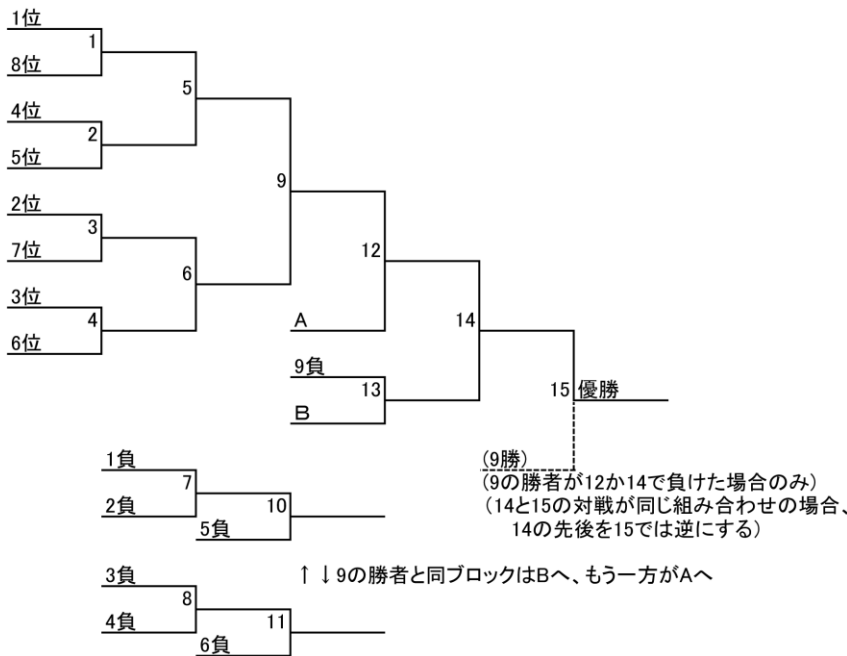 1位
1
8位
5
4位
2
5位
9
2位
3
7位
12
6
3位
4
A
14
6位
9負
13
15 優勝
B
1負
(9勝)
7
(9の勝者が12か14で負けた場合のみ)
2負
10
(14と15の対戦が同じ組み合わせの場合、
5負
14の先後を15では逆にする)
3負
↑↓9の勝者と同ブロックはBへ、もう一方がAへ
8
4負
11
6負